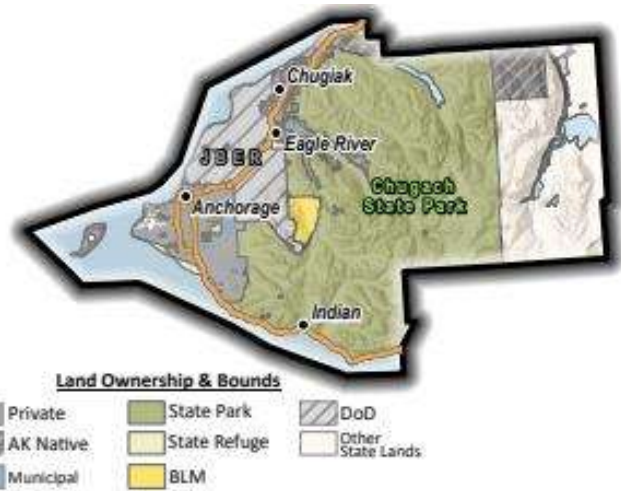 Chugiak
Eagle River
JBER
Chugach
State Park
Anchorage
Indian
Land Ownership & Bounds
Private
State Park
DoD
AK Native
State Refuge
Other
State Lands
Municipal
BLM